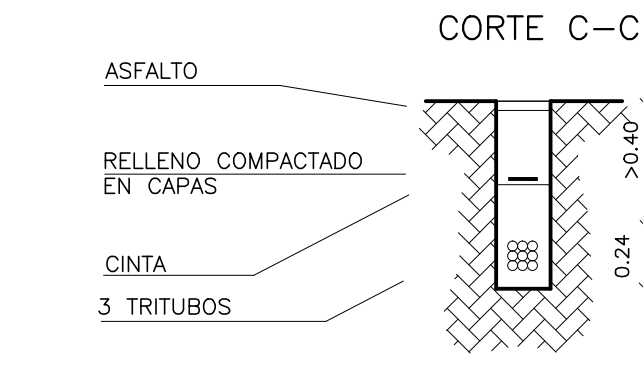 CORTE C-C
ASFALTO
RELLENO COMPACTADO
EN CAPAS
CINTA
3 TRITUBOS
>0.40
0.24